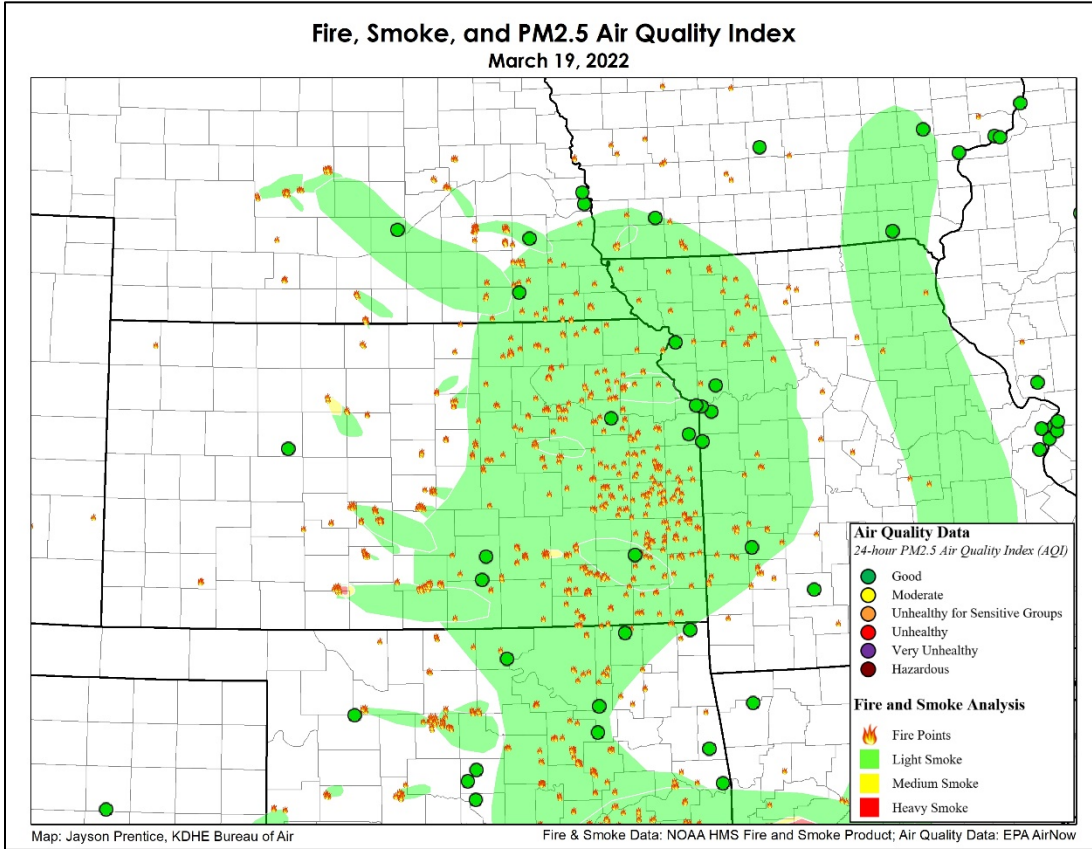 Fire, Smoke, and PM2.5 Air Quality Index
March 19, 2022
Air Quality Data
24-hour PM2.5 Air Quality Index (AQI)
Good
Moderate
Unhealthy for Sensitive Groups
Unhealthy
Very Unhealthy
Hazardous
Fire and Smoke Analysis
Fire Points
Light Smoke
Medium Smoke
Heavy Smoke
Map: Jayson Prentice, KDHE Bureau of Air
Fire & Smoke Data: NOAA HMS Fire and Smoke Product; Air Quality Data: EPA AirNow